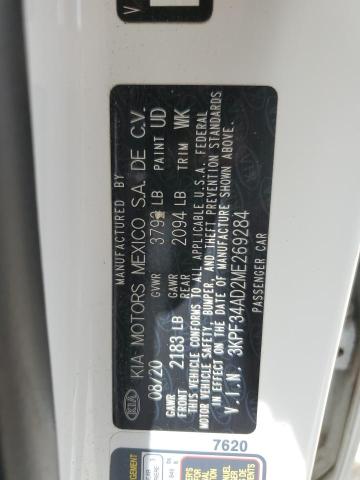 V
MANUFACTURED BY
KIA KIA MOTORS MEXICO S.A. DE C.V.
08/20 GVWR 3792 LB PAINT UD
GAWR FRONT 2183 LB GAWR REAR 2094 LB TRIM WK
THIS VEHICLE CONFORMS TO ALL APPLICABLE U.S.A. FEDERAL
MOTOR VEHICLE SAFETY, BUMPER, AND THEFT PREVENTION STANDARDS
IN EFFECT ON THE DATE OF MANUFACTURE SHOWN ABOVE.
V.I.N. 3KPF34AD2ME269284
PASSENGER CAR
KIA
7620